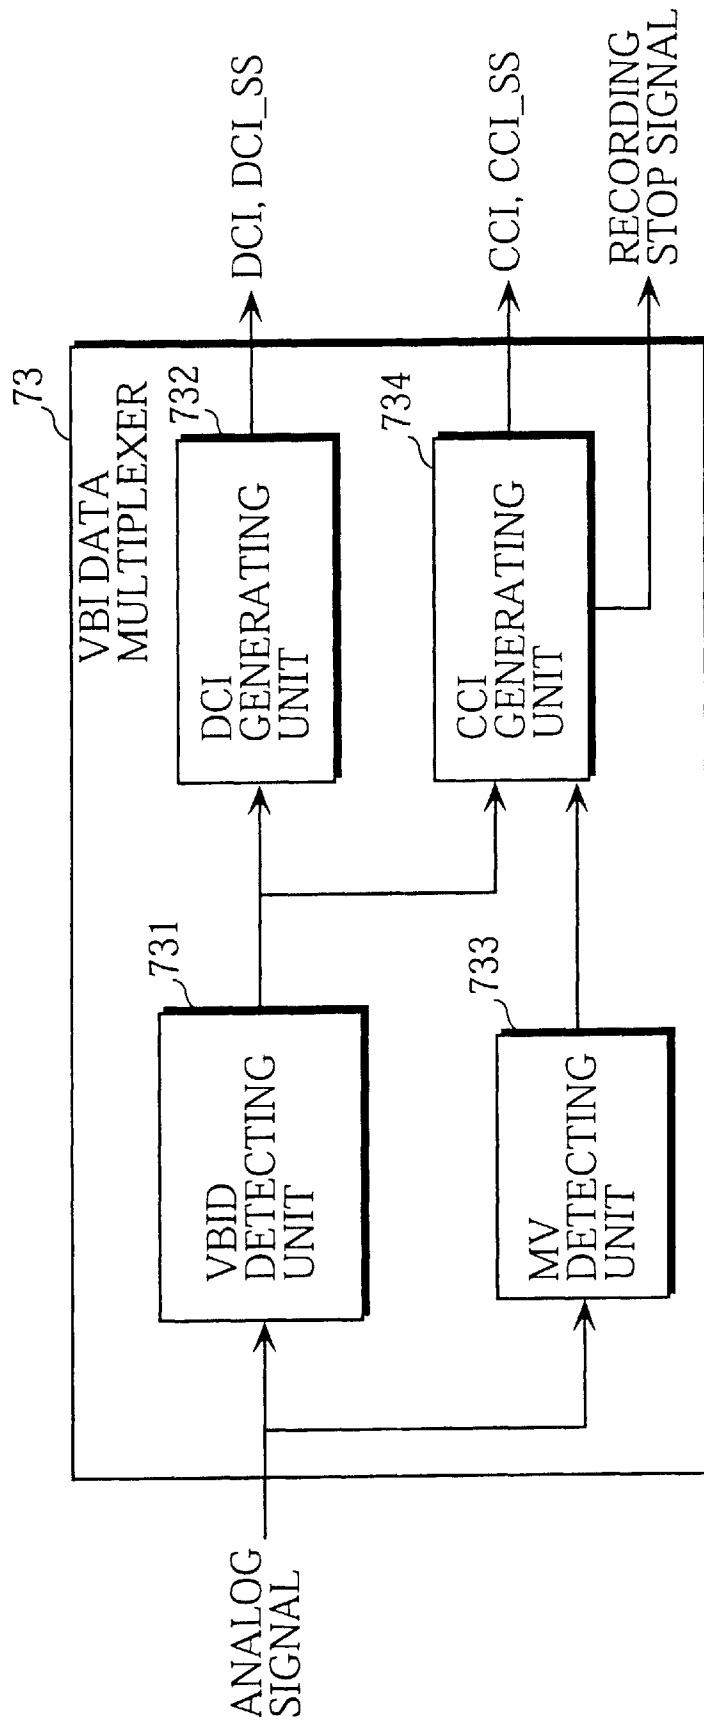 73
VBI DATA
MULTIPLEXER
ANALOG
SIGNAL
731
VBID
DETECTING
UNIT
732
DCI
GENERATING
UNIT
DCI, DCI_SS
733
MV
DETECTING
UNIT
734
CCI
GENERATING
UNIT
CCI, CCI_SS
RECORDING
STOP SIGNAL